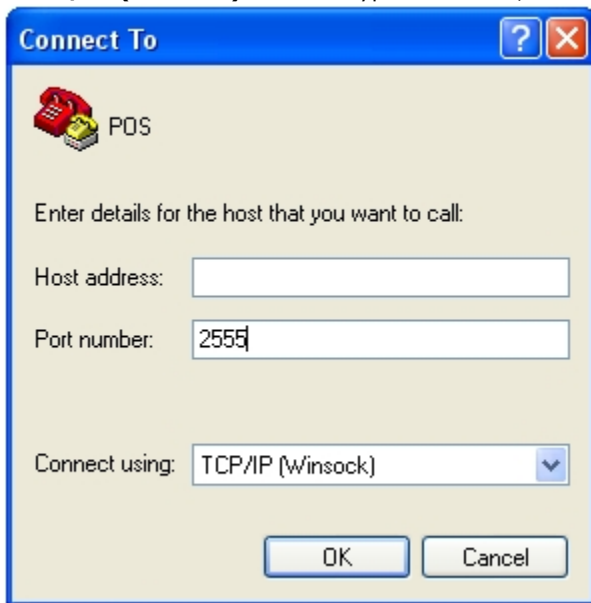 Connect To
POS
Enter details for the host that you want to call:
Host address:
Port number: 2555
Connect using: TCP/IP (Winsock)
OK Cancel